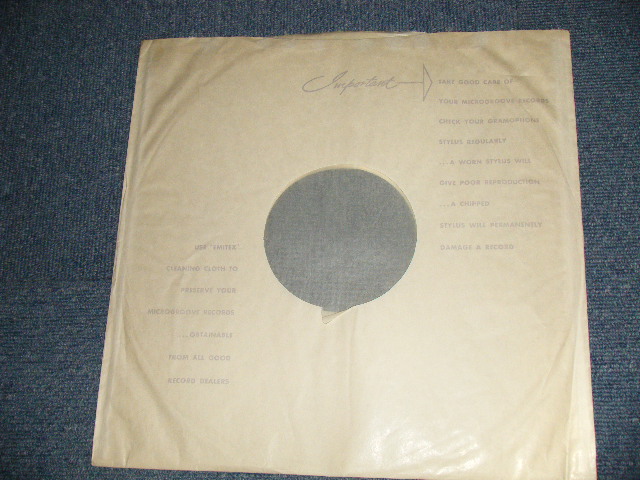 Important
TAKE GOOD CARE OF
YOUR MICROGROOVE RECORDS
CHECK YOUR GRAMOPHONE
STYLUS REGULARLY
...A WORN STYLUS WILL
GIVE POOR REPRODUCTION
...A CHIPPED
STYLUS WILL PERMANENTLY
DAMAGE A RECORD
USE "EMITEX"
CLEANING CLOTH TO
PRESERVE YOUR
MICROGROOVE RECORDS
...OBTAINABLE
FROM ALL GOOD
RECORD DEALERS